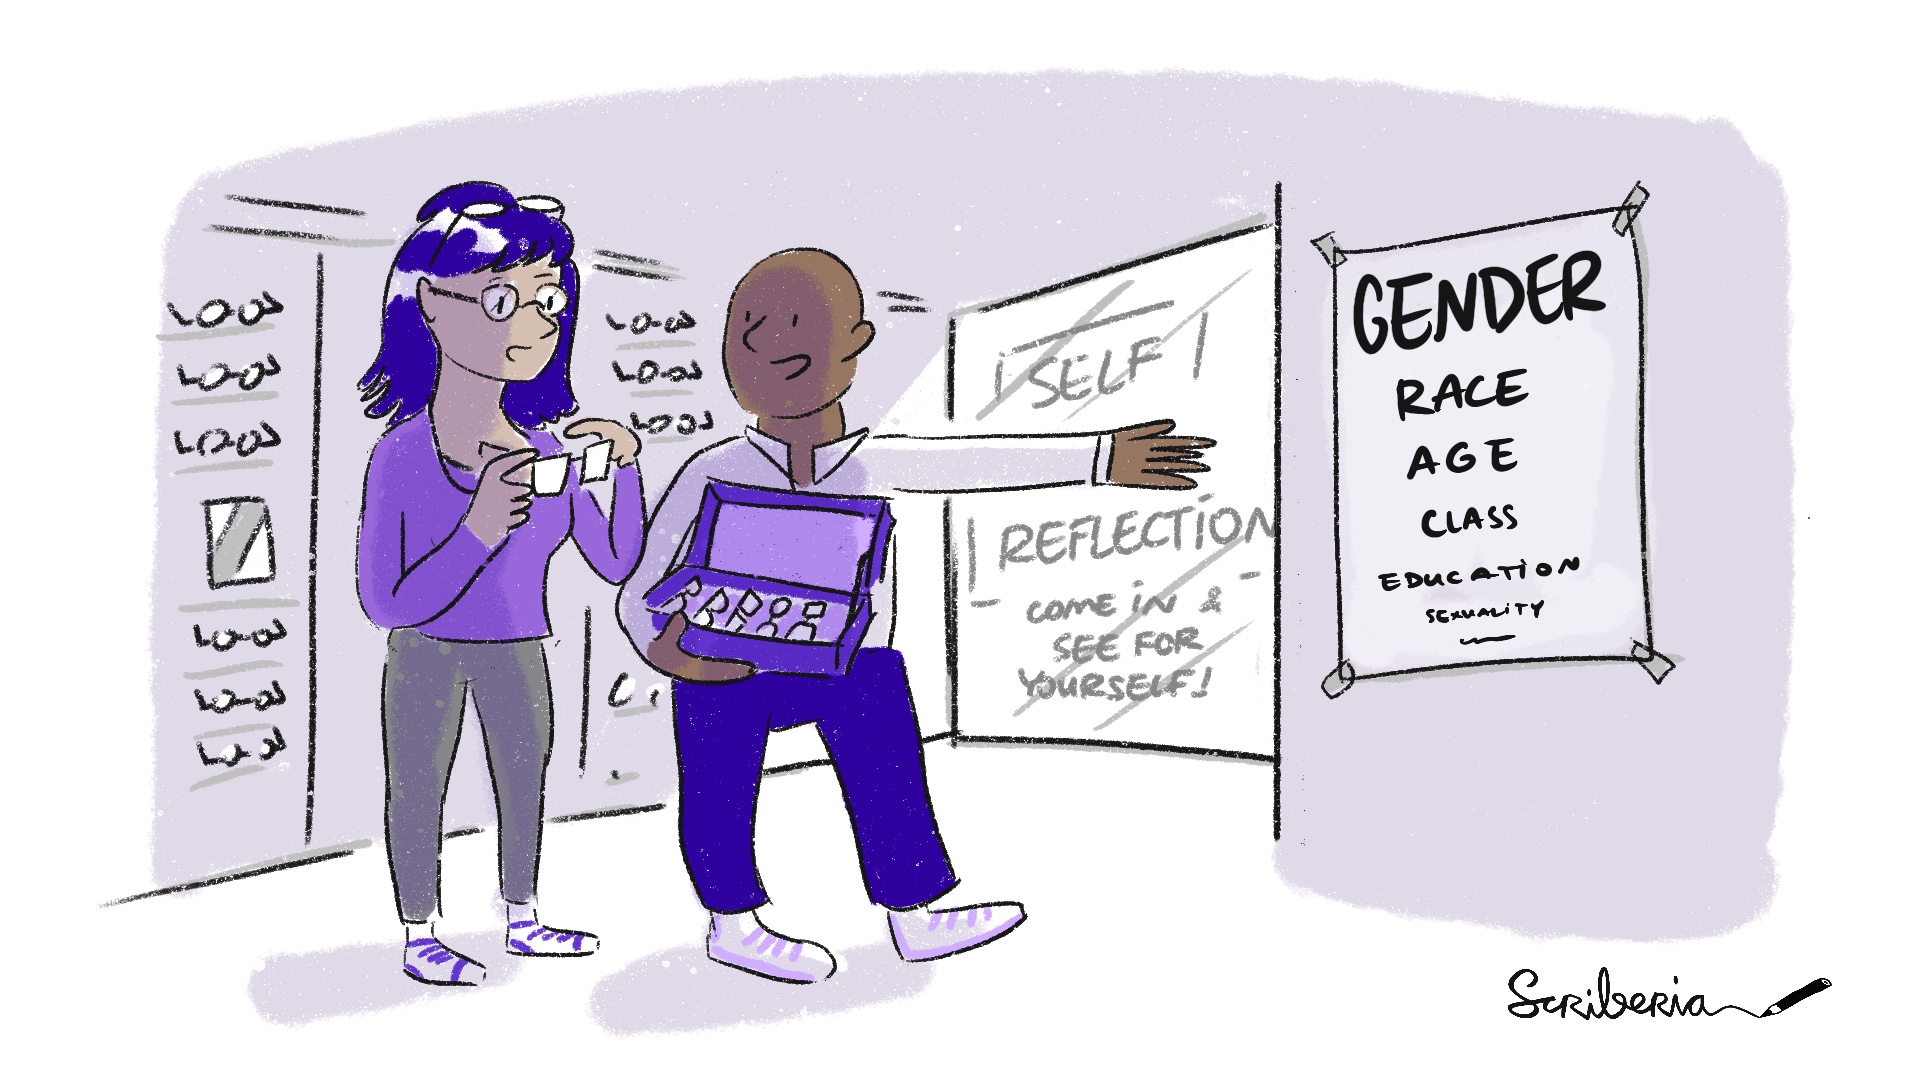 SELF
REFLECTION
COME IN &
SEE FOR
YOURSELF!
GENDER
RACE
AGE
CLASS
EDUCATION
SEXUALITY
Scriberia